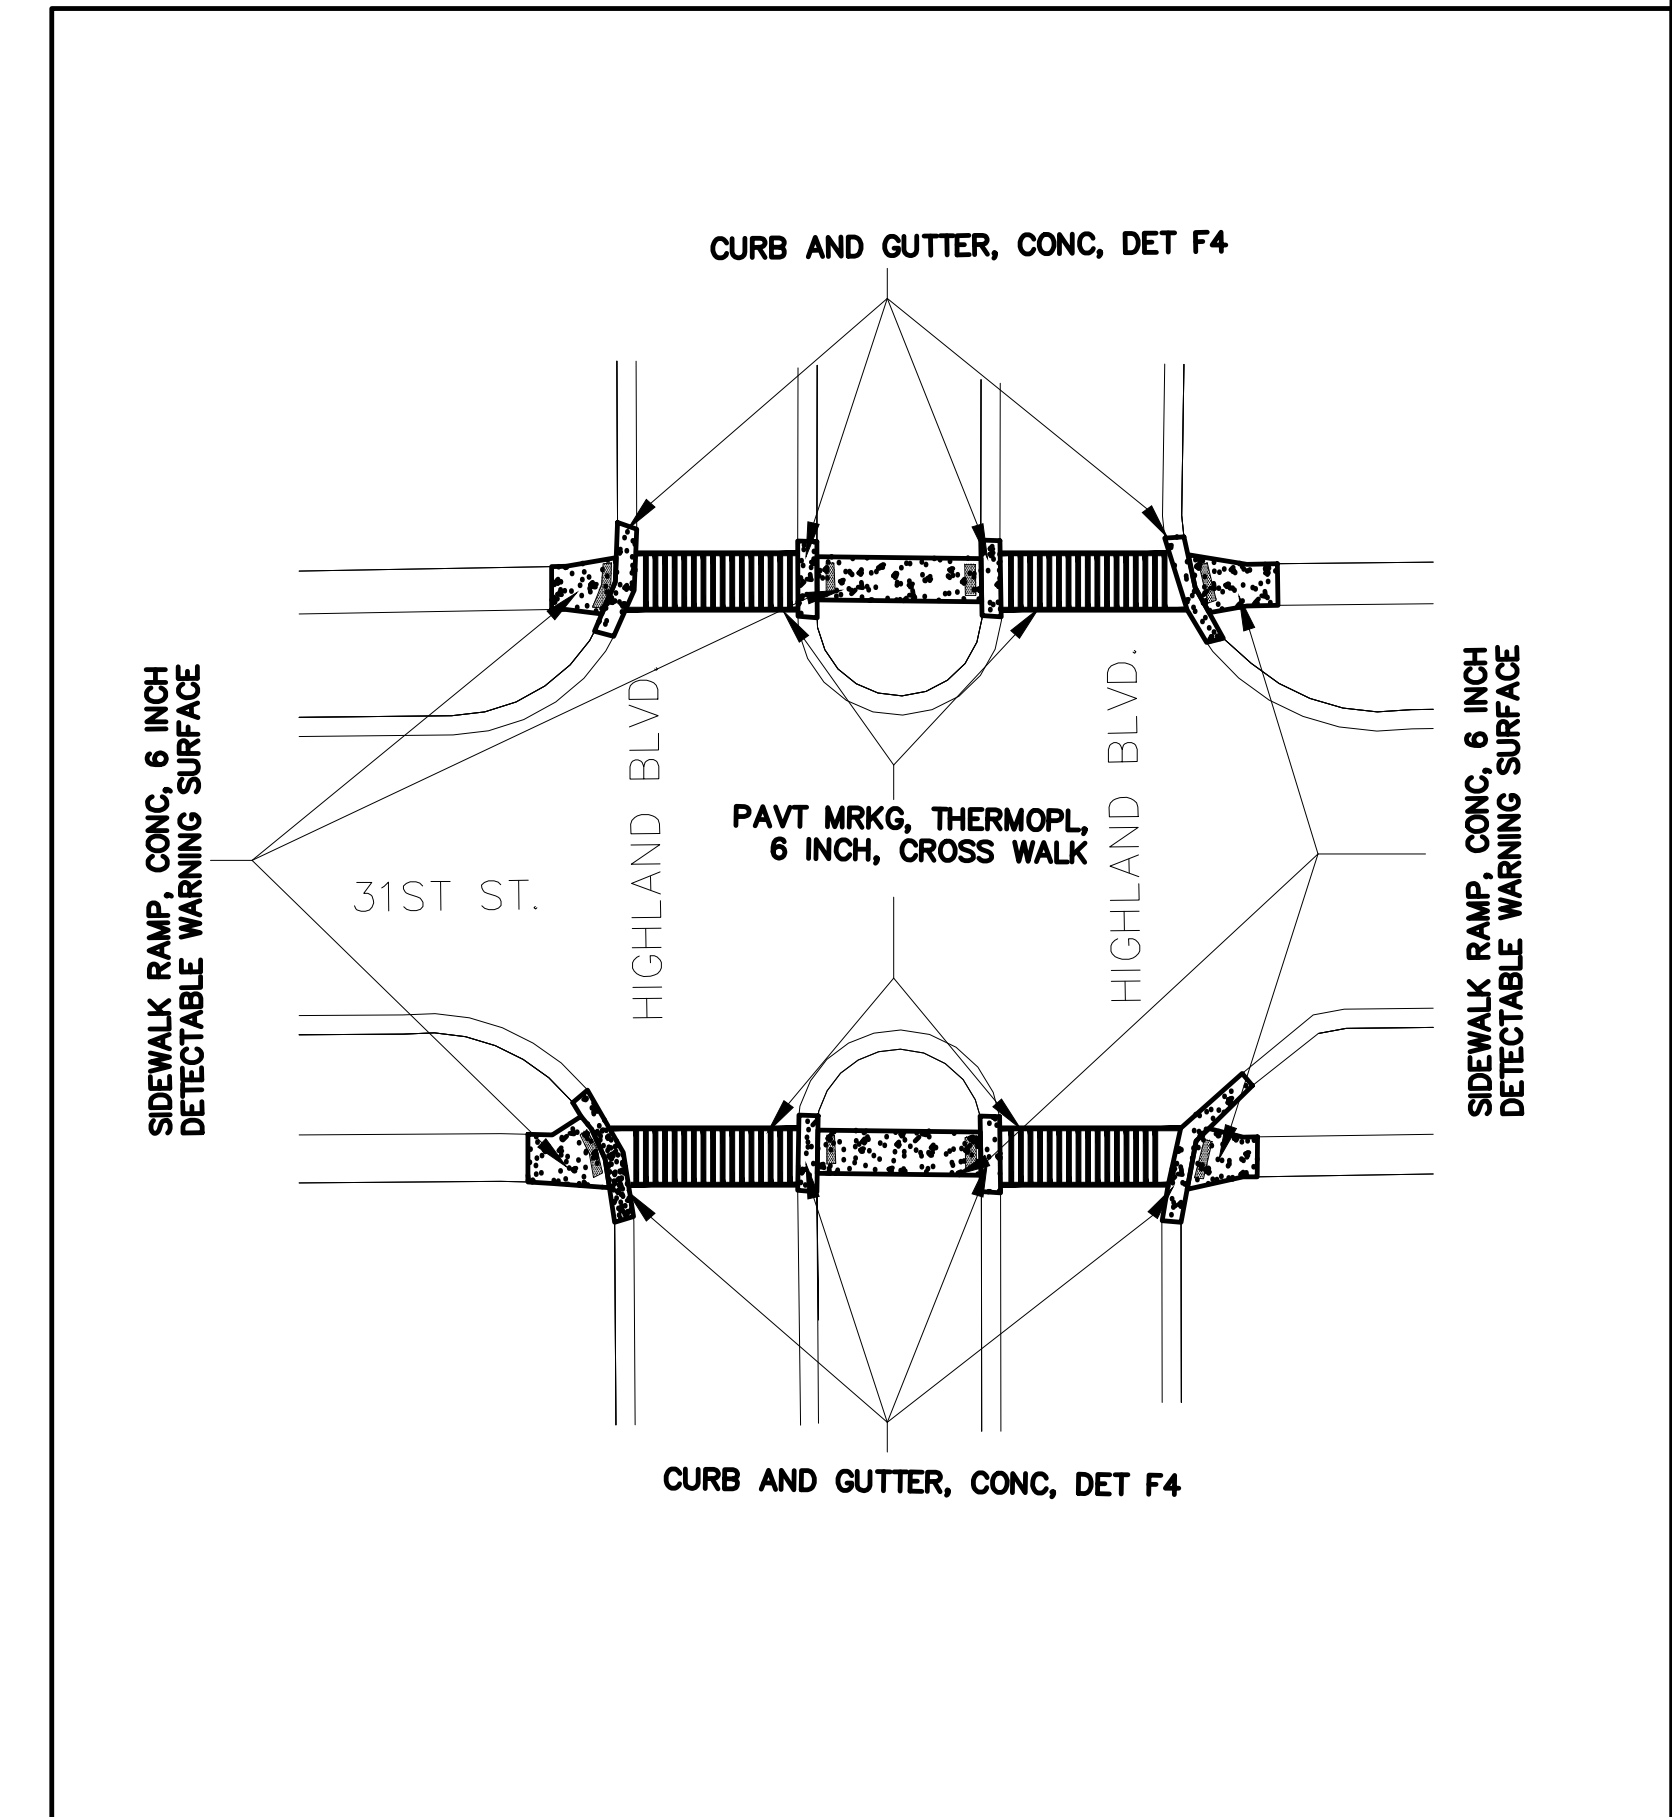 CURB AND GUTTER, CONC, DET F4
SIDEWALK RAMP, CONC, 6 INCH
DETECTABLE WARNING SURFACE
HIGHLAND BLVD.
HIGHLAND BLVD.
SIDEWALK RAMP, CONC, 6 INCH
DETECTABLE WARNING SURFACE
PAVT MRKG, THERMOPL,
6 INCH, CROSS WALK
31ST ST.
CURB AND GUTTER, CONC, DET F4